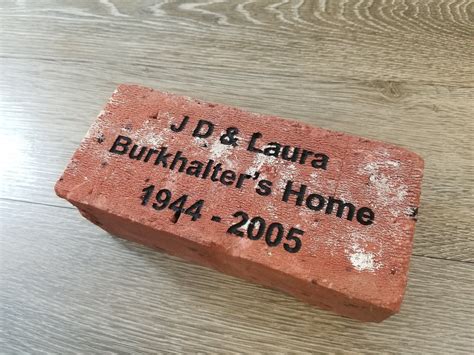 J D & Laura
Burkhalter's Home
1944 - 2005